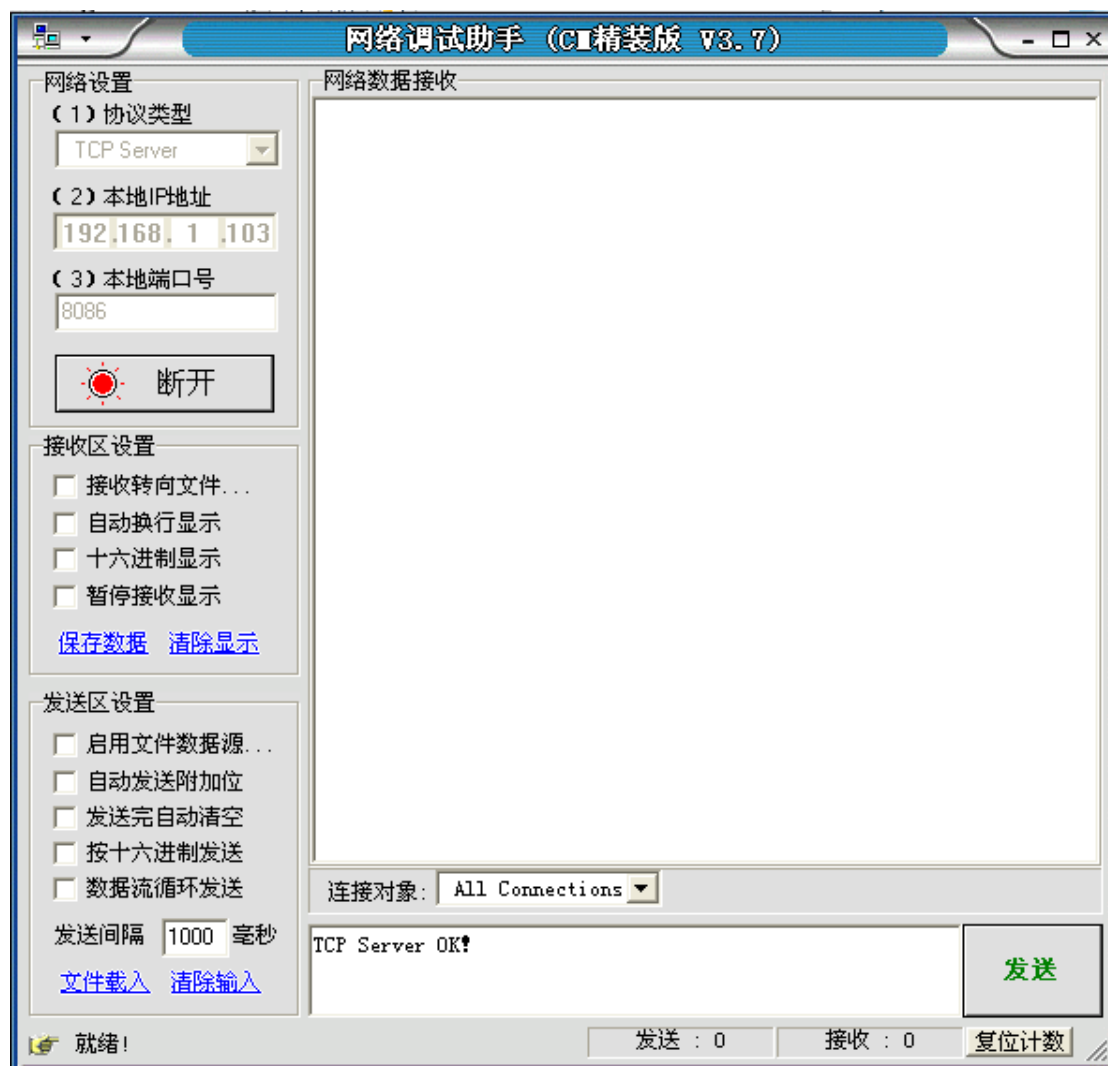 网络调试助手 (CⅢ精装版 V3.7)
网络设置
(1)协议类型
TCP Server
(2)本地IP地址
192.168. 1 .103
(3)本地端口号
8086
断开
接收区设置
接收转向文件...
自动换行显示
十六进制显示
暂停接收显示
保存数据 清除显示
发送区设置
启用文件数据源...
自动发送附加位
发送完自动清空
按十六进制发送
数据流循环发送
发送间隔 1000 毫秒
文件载入 清除输入
网络数据接收
连接对象: All Connections
TCP Server OK!
发送
就绪!
发送 : 0
接收 : 0
复位计数